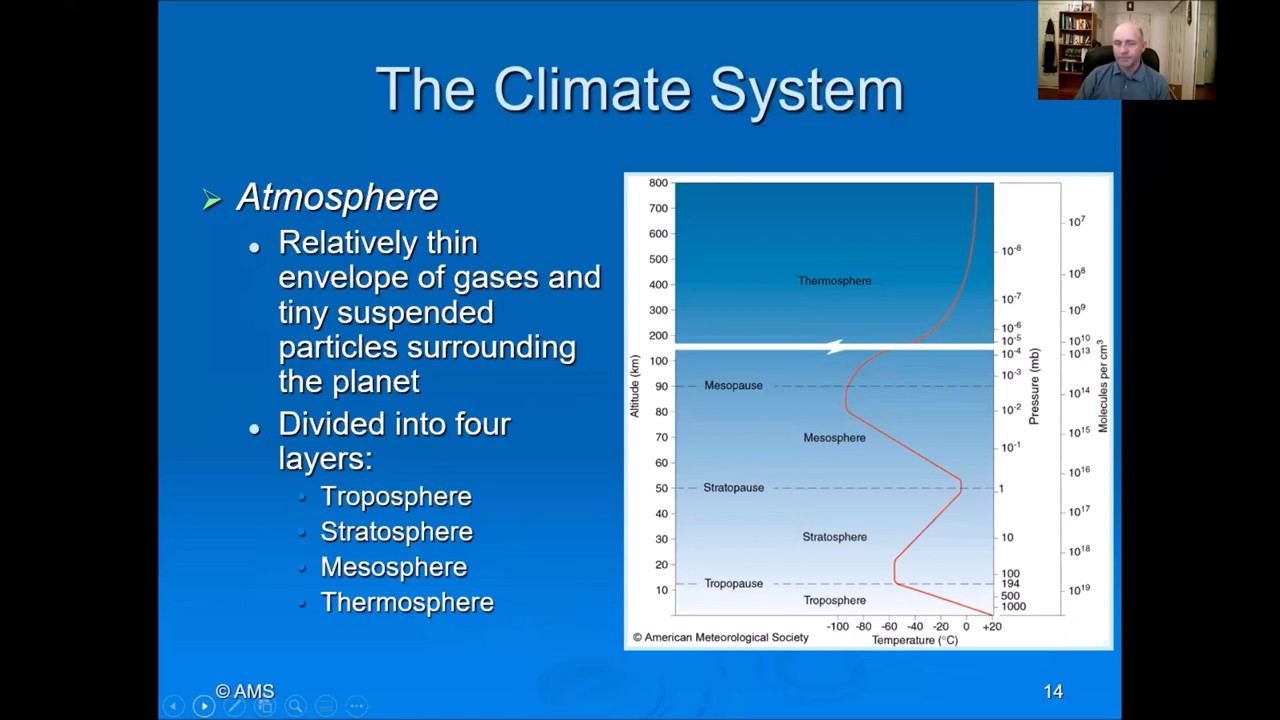 The Climate System
Atmosphere
Relatively thin
envelope of gases and
tiny suspended
particles surrounding
the planet
Divided into four
layers:
Troposphere
Stratosphere
Mesosphere
Thermosphere
800
700
600
500
400
300
200
100
90
80
70
60
50
40
30
20
10
Altitude (km)
Thermosphere
Mesopause
Mesosphere
Stratopause
Stratosphere
Tropopause
Troposphere
-100 -80 -60 -40 -20 0 +20
Temperature (°C)
10⁻⁸
10⁻⁷
10⁻⁶
10⁻⁵
10⁻⁴
10⁻³
10⁻²
10⁻¹
1
10
100
194
500
1000
Pressure (mb)
10⁷
10⁸
10⁹
10¹⁰
10¹³
10¹⁴
10¹⁵
10¹⁶
10¹⁷
10¹⁸
10¹⁹
Molecules per cm³
© American Meteorological Society
© AMS
14